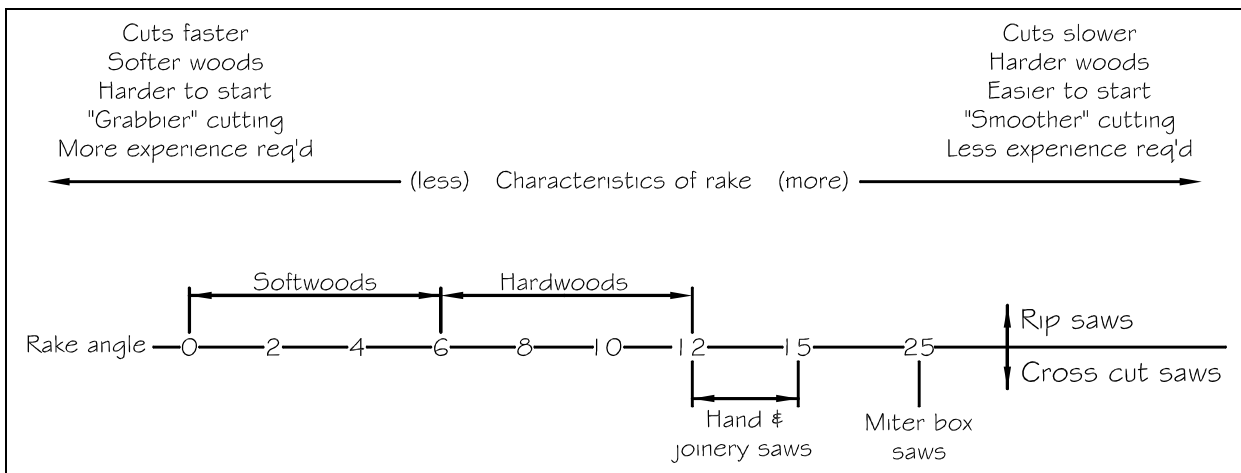 Cuts faster
Softer woods
Harder to start
"Grabbier" cutting
More experience req'd
Cuts slower
Harder woods
Easier to start
"Smoother" cutting
Less experience req'd
(less) Characteristics of rake (more)
Softwoods
Hardwoods
Rake angle 0 2 4 6 8 10 12 15 25
Rip saws
Cross cut saws
Hand &
joinery saws
Miter box
saws